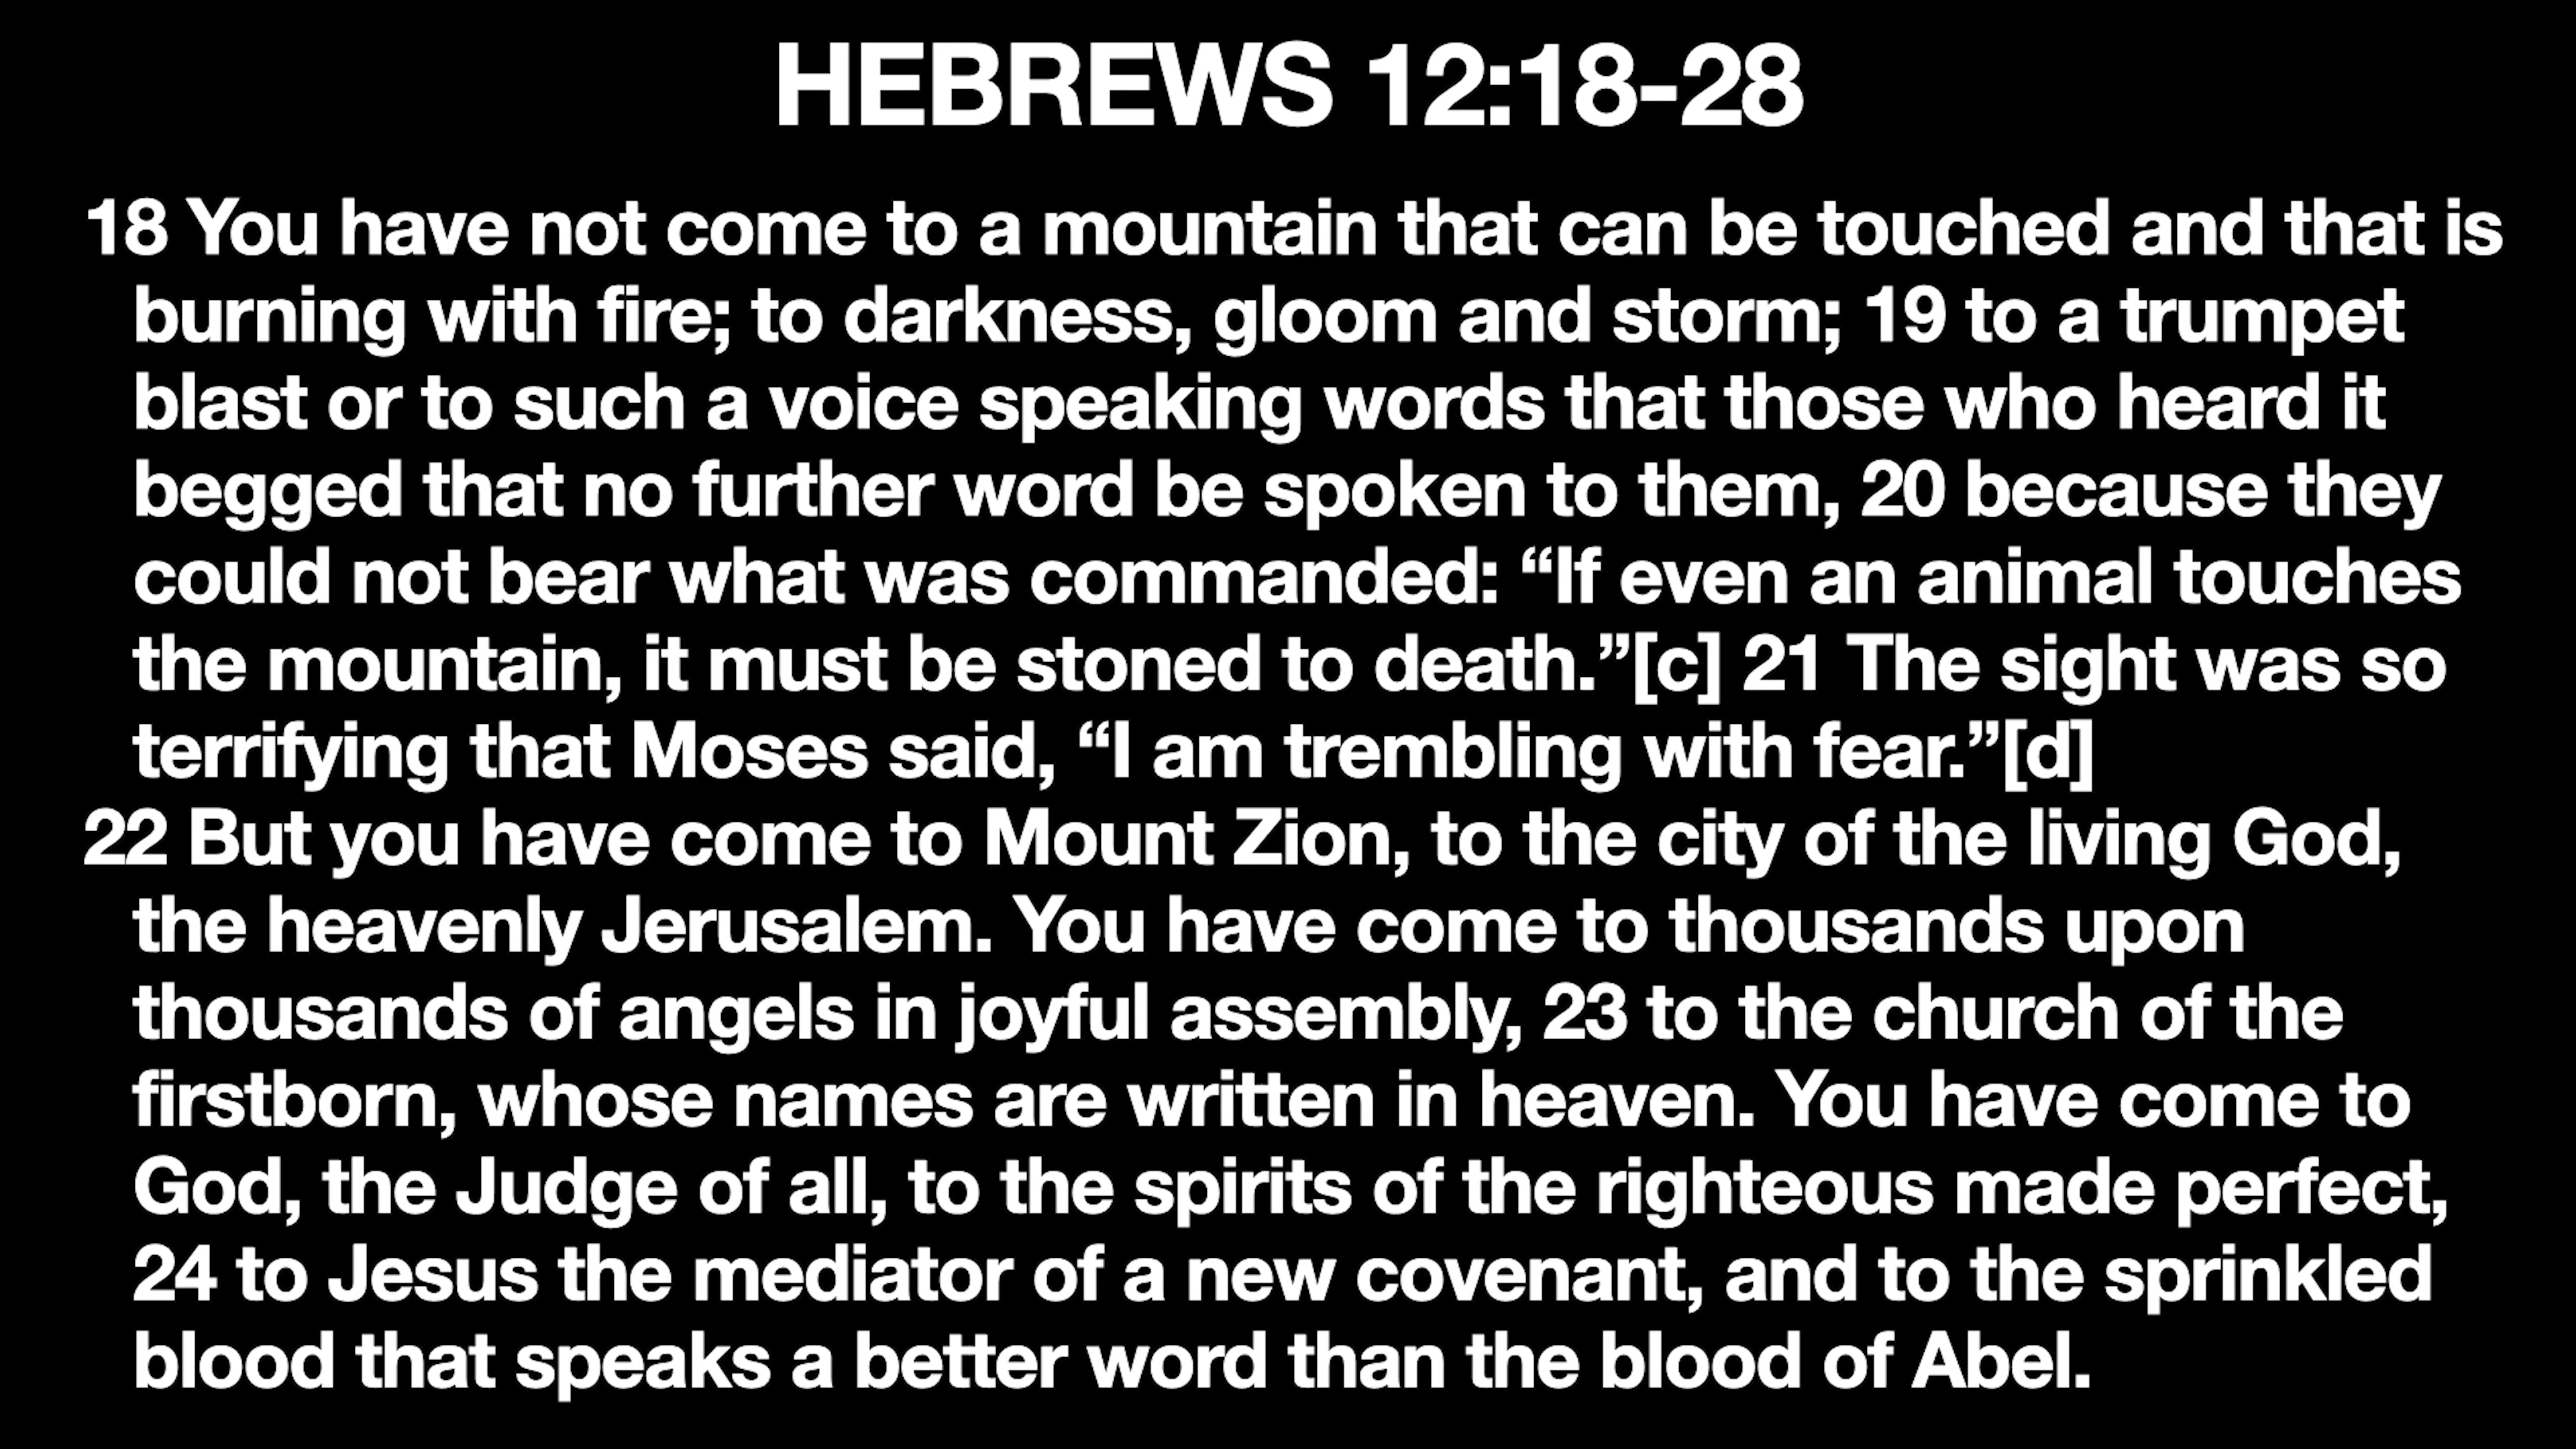 HEBREWS 12:18-28
18 You have not come to a mountain that can be touched and that is
burning with fire; to darkness, gloom and storm; 19 to a trumpet
blast or to such a voice speaking words that those who heard it
begged that no further word be spoken to them, 20 because they
could not bear what was commanded: “If even an animal touches
the mountain, it must be stoned to death.”[c] 21 The sight was so
terrifying that Moses said, “I am trembling with fear.”[d]
22 But you have come to Mount Zion, to the city of the living God,
the heavenly Jerusalem. You have come to thousands upon
thousands of angels in joyful assembly, 23 to the church of the
firstborn, whose names are written in heaven. You have come to
God, the Judge of all, to the spirits of the righteous made perfect,
24 to Jesus the mediator of a new covenant, and to the sprinkled
blood that speaks a better word than the blood of Abel.